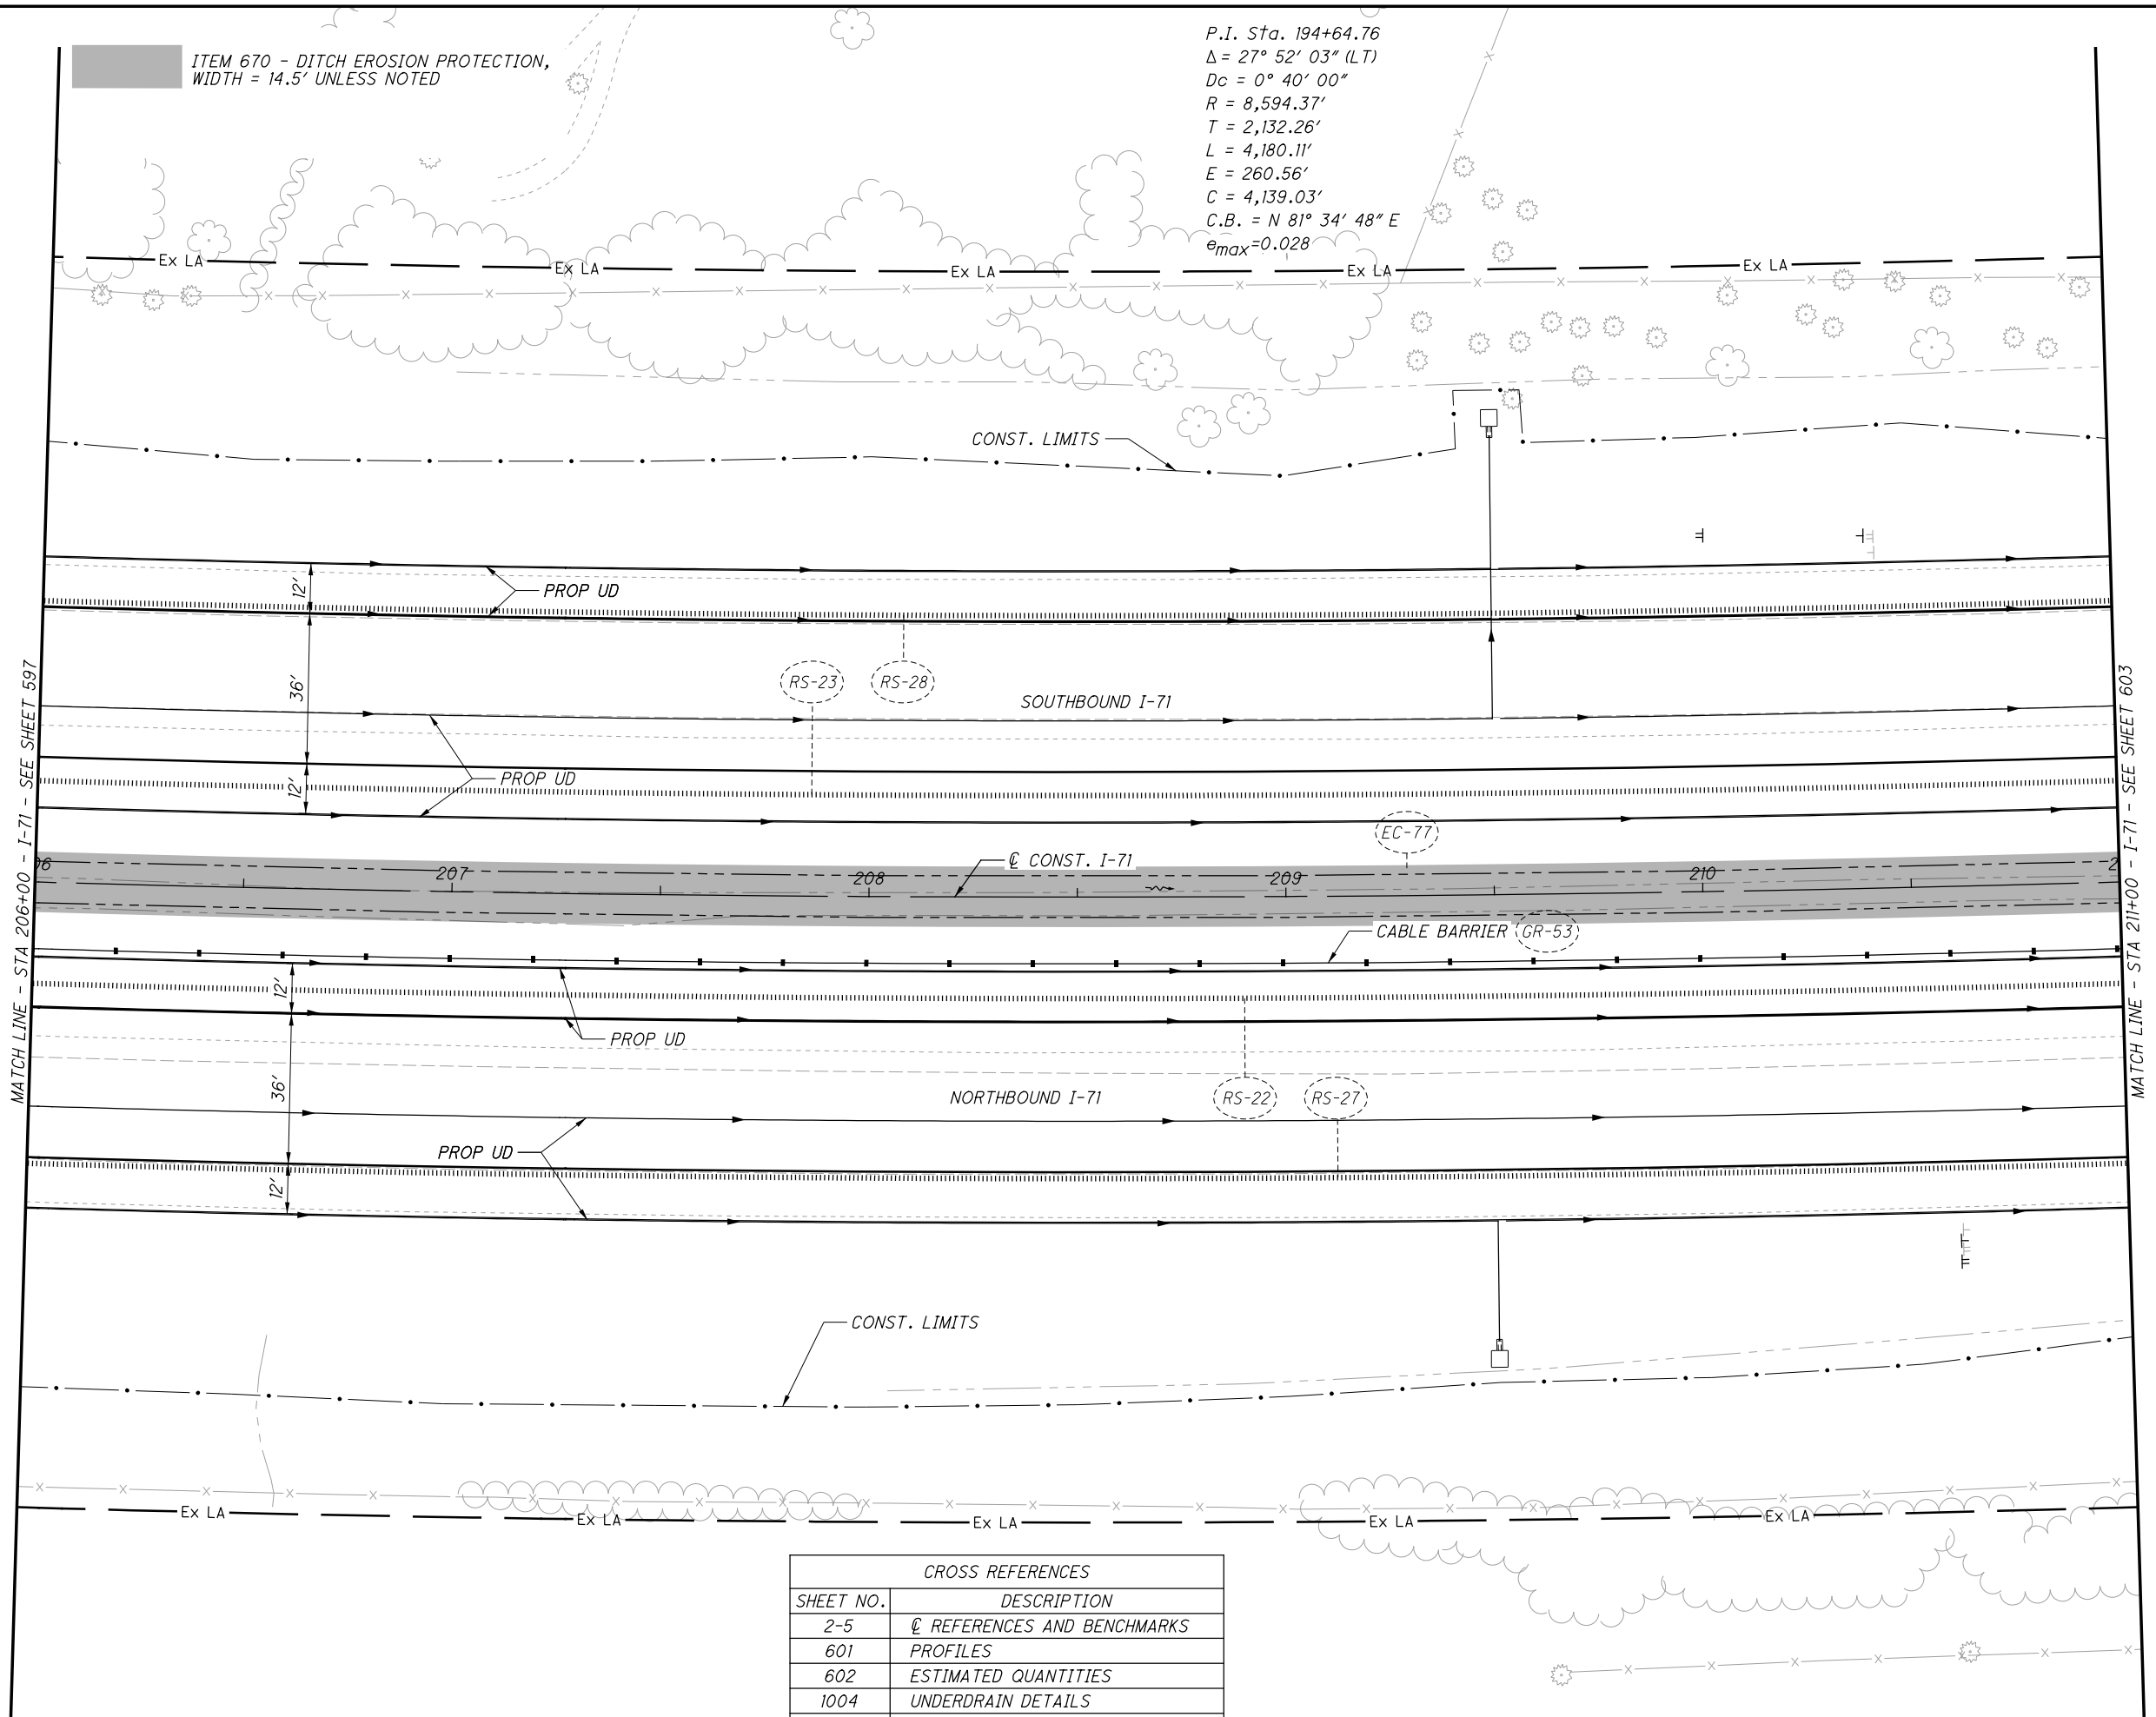 ITEM 670 - DITCH EROSION PROTECTION,
WIDTH = 14.5' UNLESS NOTED
P.I. Sta. 194+64.76
Δ = 27° 52' 03" (LT)
Dc = 0° 40' 00"
R = 8,594.37'
T = 2,132.26'
L = 4,180.11'
E = 260.56'
C = 4,139.03'
C.B. = N 81° 34' 48" E
emax=0.028
Ex LA
Ex LA
Ex LA
Ex LA
Ex LA
CONST. LIMITS
12'
PROP UD
36'
RS-23
RS-28
SOUTHBOUND I-71
PROP UD
12'
EC-77
℄ CONST. I-71
06
207
208
209
210
2
CABLE BARRIER
GR-53
12'
PROP UD
36'
NORTHBOUND I-71
RS-22
RS-27
PROP UD
12'
CONST. LIMITS
Ex LA
Ex LA
Ex LA
Ex LA
Ex LA
MATCH LINE - STA 206+00 - I-71 - SEE SHEET 597
MATCH LINE - STA 211+00 - I-71 - SEE SHEET 603
CROSS REFERENCES
SHEET NO. DESCRIPTION
2-5 ℄ REFERENCES AND BENCHMARKS
601 PROFILES
602 ESTIMATED QUANTITIES
1004 UNDERDRAIN DETAILS